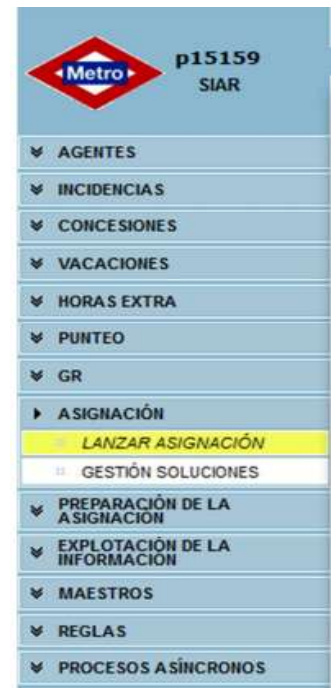 Metro
p15159
SIAR
AGENTES
INCIDENCIAS
CONCESIONES
VACACIONES
HORAS EXTRA
PUNTEO
GR
ASIGNACIÓN
LANZAR ASIGNACIÓN
GESTIÓN SOLUCIONES
PREPARACIÓN DE LA
ASIGNACIÓN
EXPLOTACIÓN DE LA
INFORMACIÓN
MAESTROS
REGLAS
PROCESOS ASÍNCRONOS